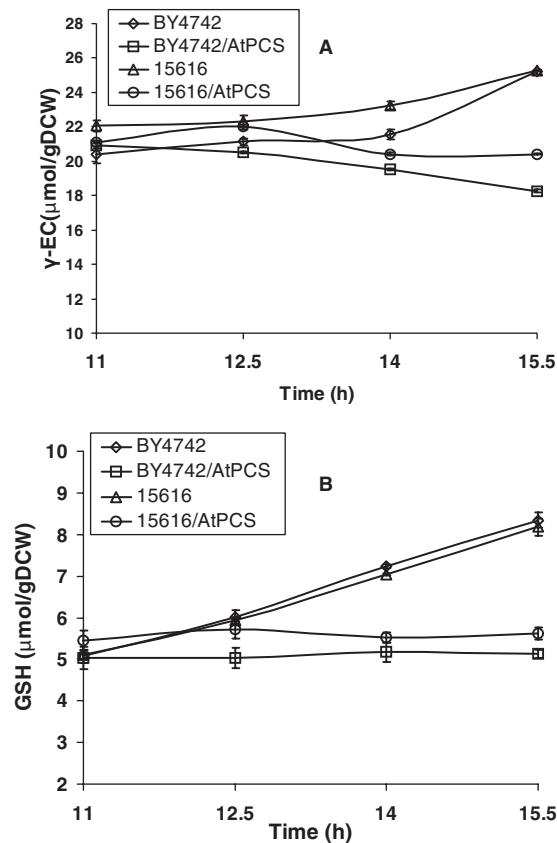 28
26
24
22
20
18
16
14
12
10
γ-EC(μmol/gDCW)
BY4742
BY4742/AtPCS
15616
15616/AtPCS
A
11 12.5 14 15.5
Time (h)
10
9
8
7
6
5
4
3
2
GSH (μmol/gDCW)
BY4742
BY4742/AtPCS
15616
15616/AtPCS
B
11 12.5 14 15.5
Time (h)